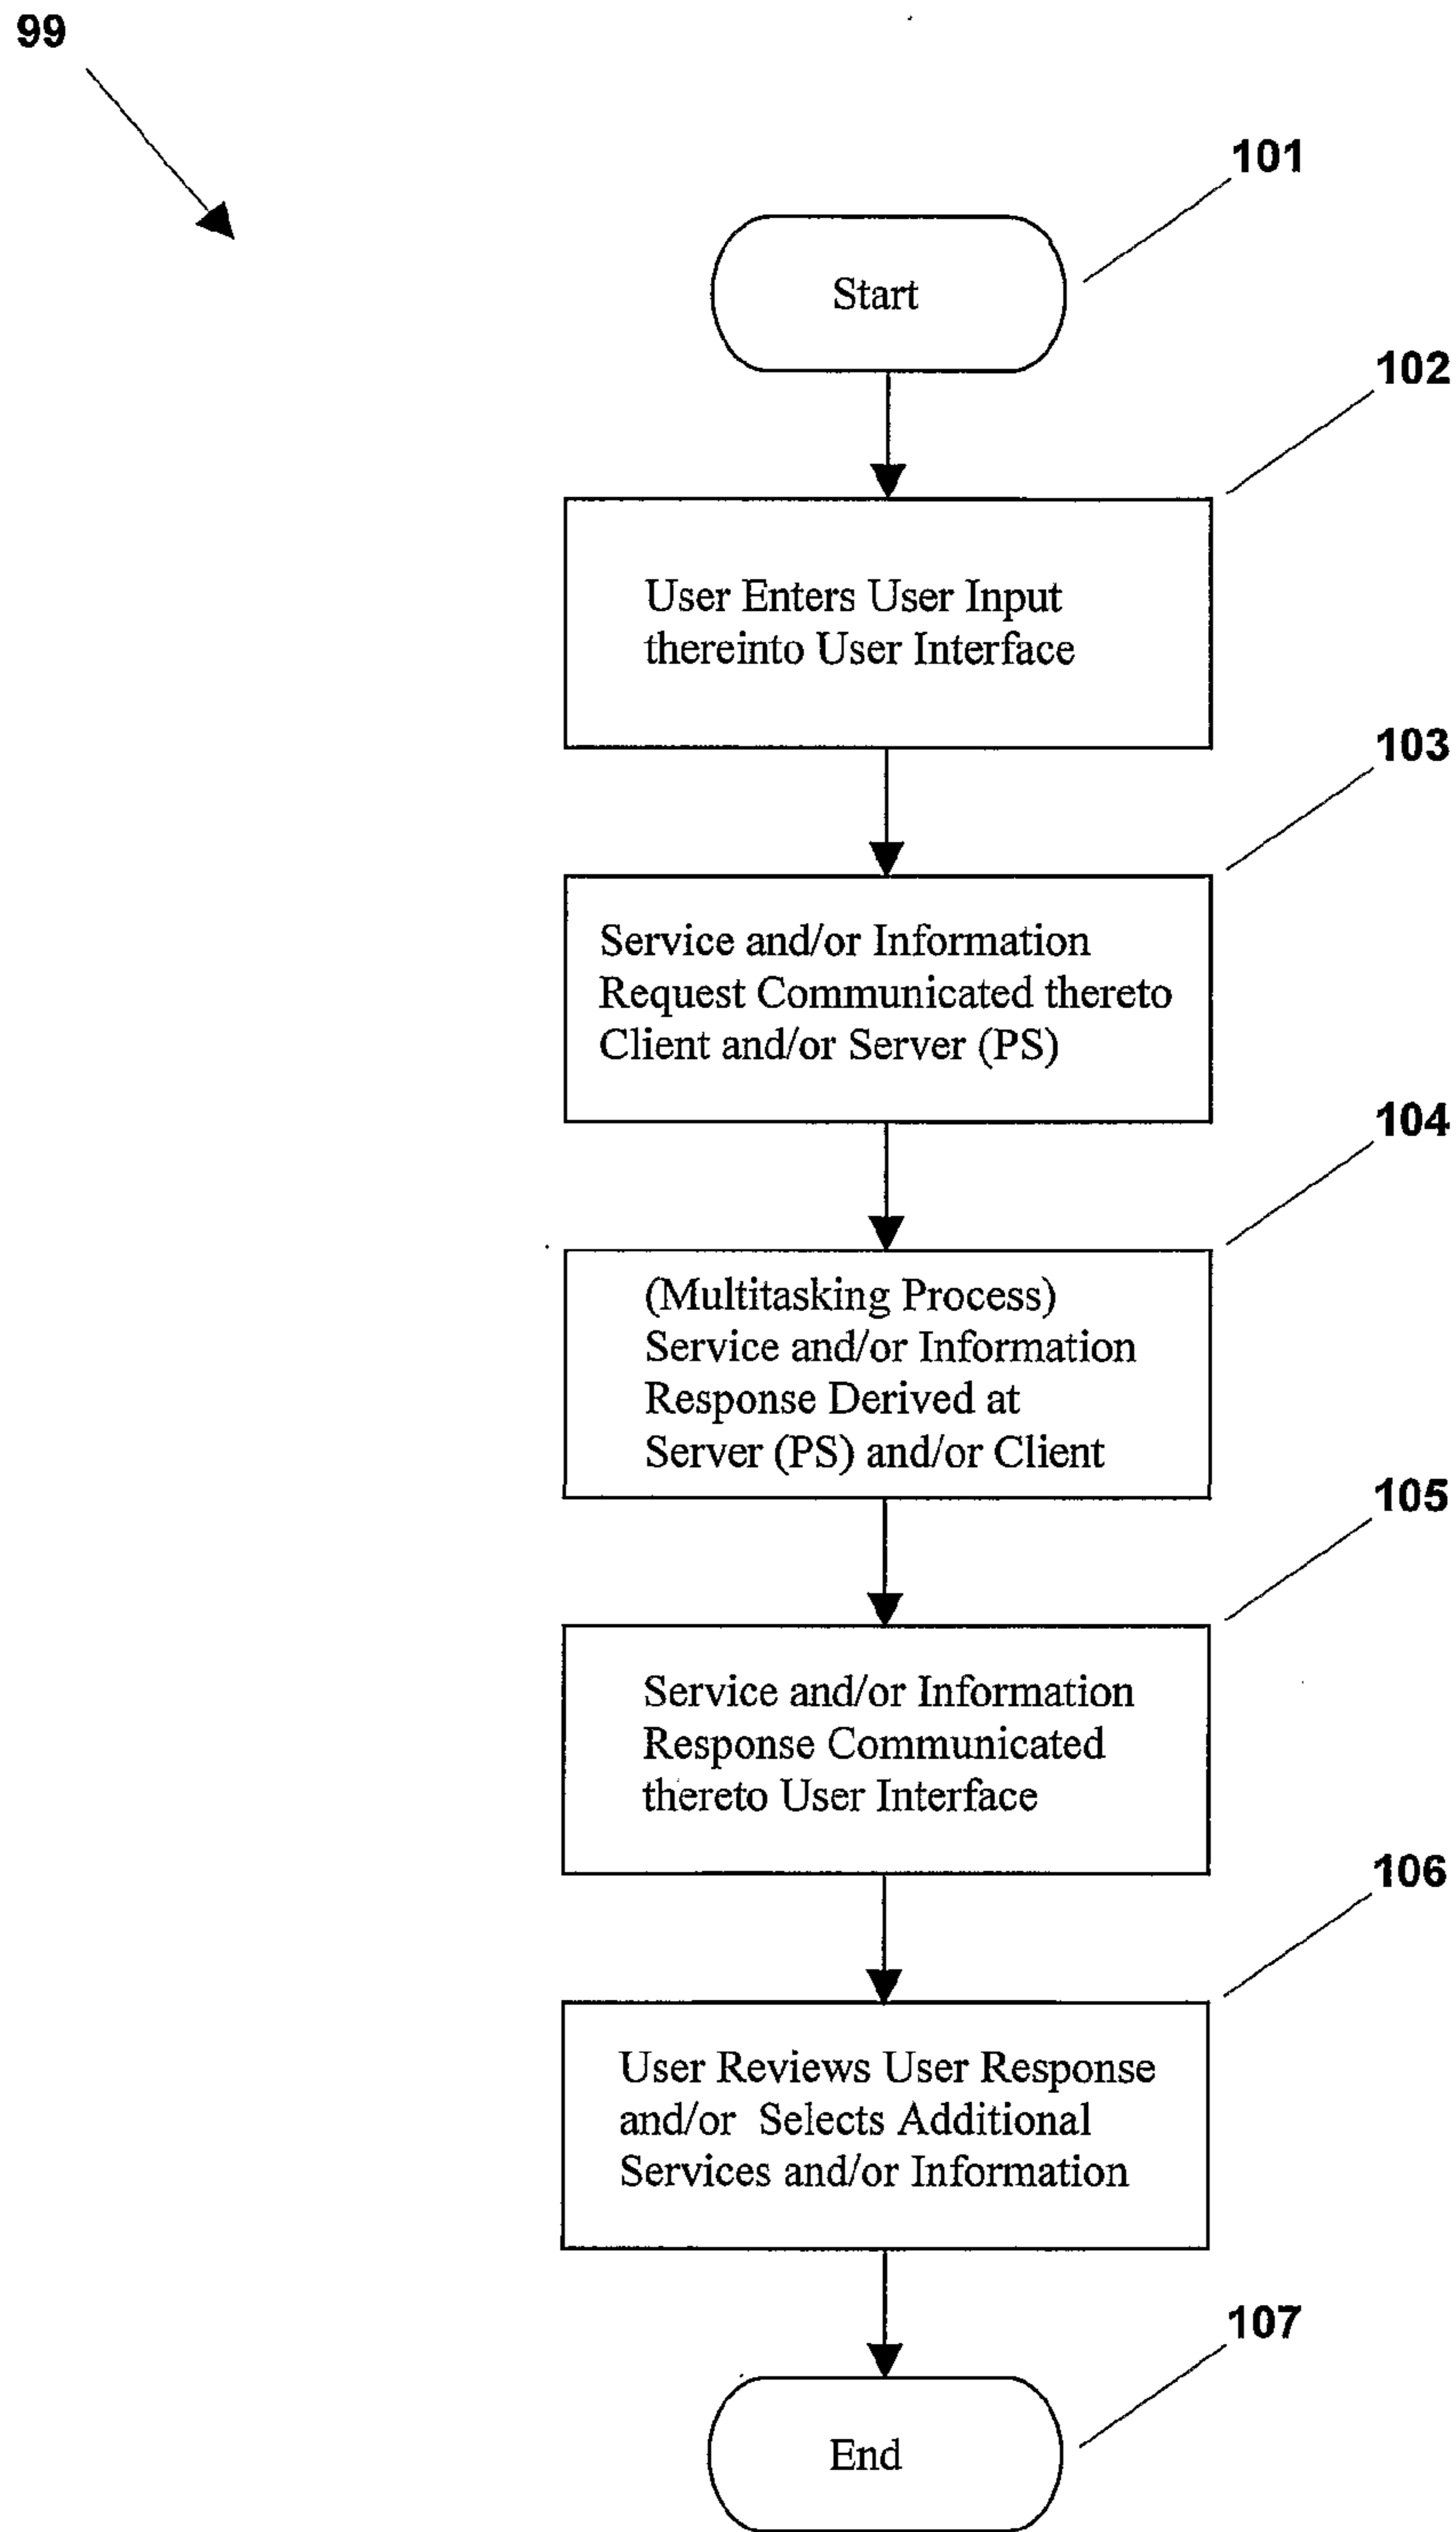 99
101
Start
102
User Enters User Input
thereinto User Interface
103
Service and/or Information
Request Communicated thereto
Client and/or Server (PS)
104
(Multitasking Process)
Service and/or Information
Response Derived at
Server (PS) and/or Client
105
Service and/or Information
Response Communicated
thereto User Interface
106
User Reviews User Response
and/or Selects Additional
Services and/or Information
107
End